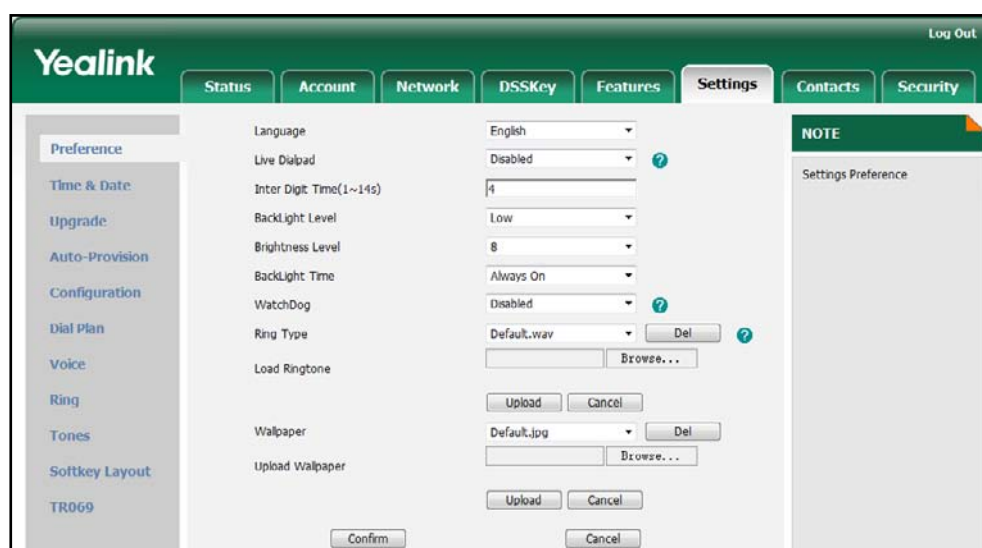 Log Out
Yealink
Status Account Network DSSKey Features Settings Contacts Security
Preference
Time & Date
Upgrade
Auto-Provision
Configuration
Dial Plan
Voice
Ring
Tones
Softkey Layout
TR069
Language English
Live Dialpad Disabled ?
Inter Digit Time(1~14s) 4
BackLight Level Low
Brightness Level 8
BackLight Time Always On
WatchDog Disabled ?
Ring Type Default.wav Del ?
Load Ringtone Browse...
Upload Cancel
Wallpaper Default.jpg Del
Upload Wallpaper Browse...
Upload Cancel
Confirm Cancel
NOTE
Settings Preference